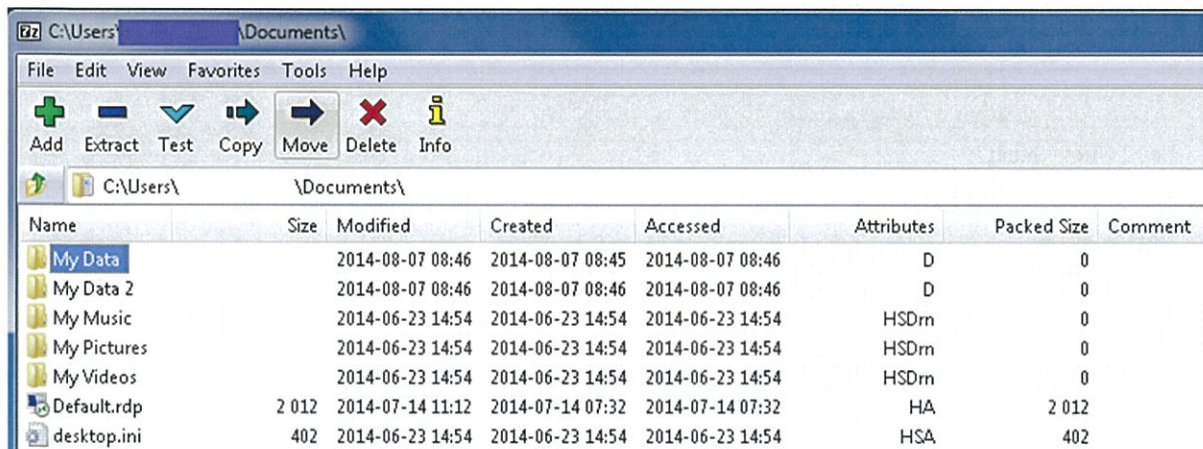 7z C:\Users\ \Documents\
File Edit View Favorites Tools Help
Add Extract Test Copy Move Delete Info
C:\Users\ \Documents\
Name Size Modified Created Accessed Attributes Packed Size Comment
My Data 2014-08-07 08:46 2014-08-07 08:45 2014-08-07 08:46 D 0
My Data 2 2014-08-07 08:46 2014-08-07 08:46 2014-08-07 08:46 D 0
My Music 2014-06-23 14:54 2014-06-23 14:54 2014-06-23 14:54 HSDrn 0
My Pictures 2014-06-23 14:54 2014-06-23 14:54 2014-06-23 14:54 HSDrn 0
My Videos 2014-06-23 14:54 2014-06-23 14:54 2014-06-23 14:54 HSDrn 0
Default.rdp 2 012 2014-07-14 11:12 2014-07-14 07:32 2014-07-14 07:32 HA 2 012
desktop.ini 402 2014-06-23 14:54 2014-06-23 14:54 2014-06-23 14:54 HSA 402